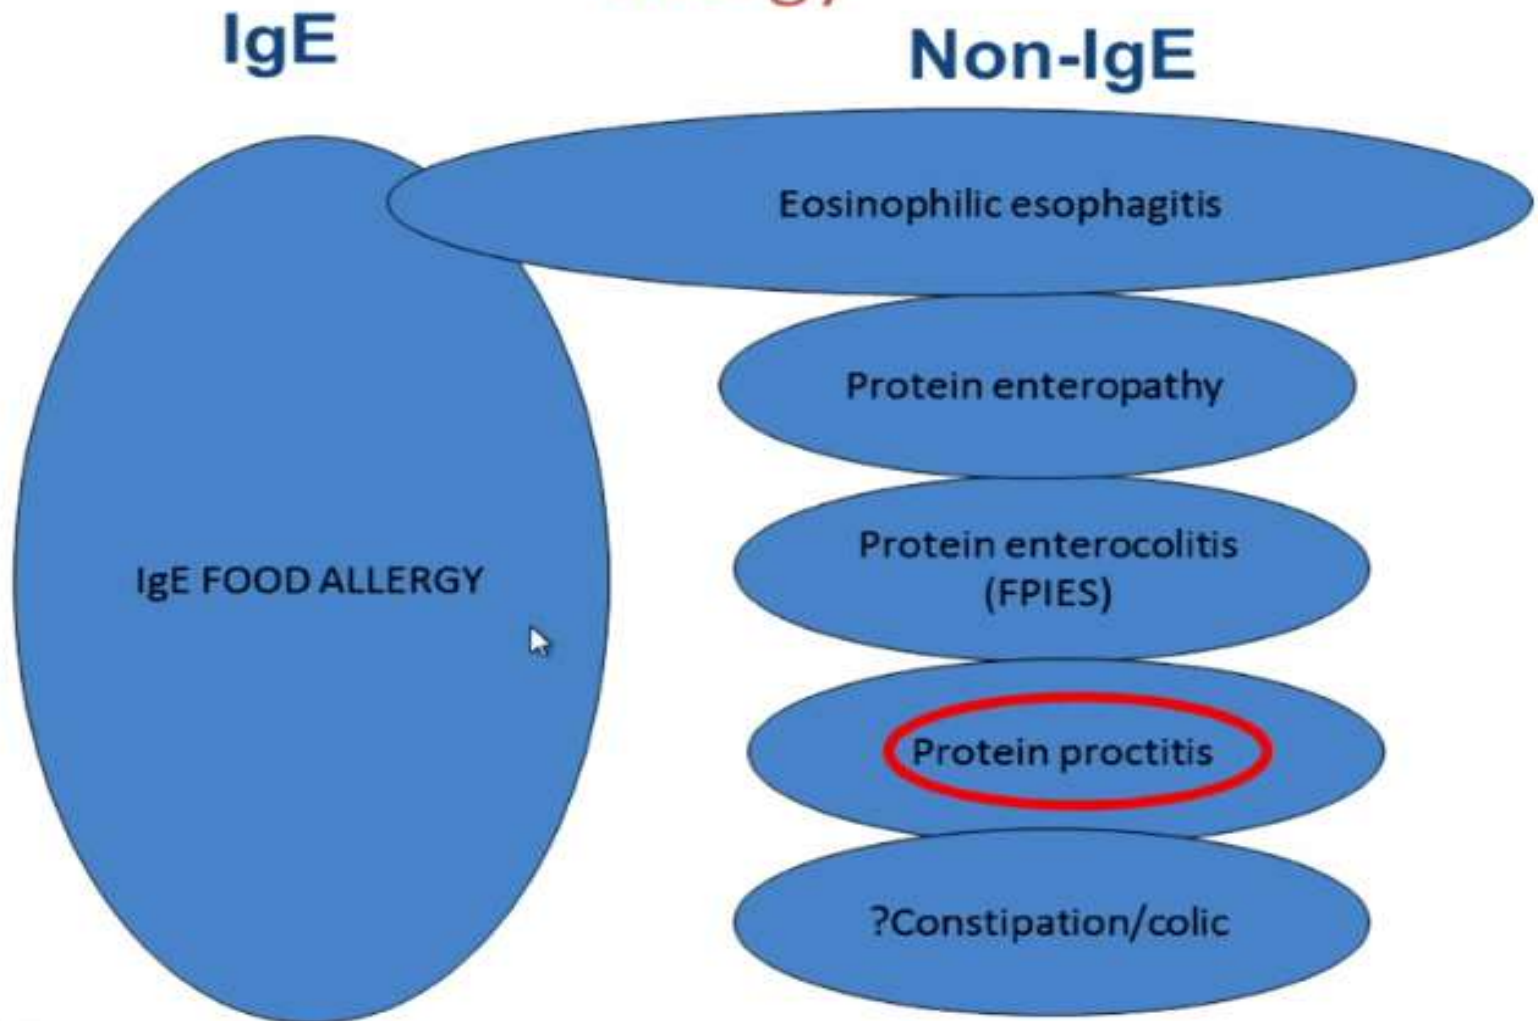 IgE
Non-IgE
Eosinophilic esophagitis
Protein enteropathy
Protein enterocolitis
(FPIES)
IgE FOOD ALLERGY
Protein proctitis
?Constipation/colic